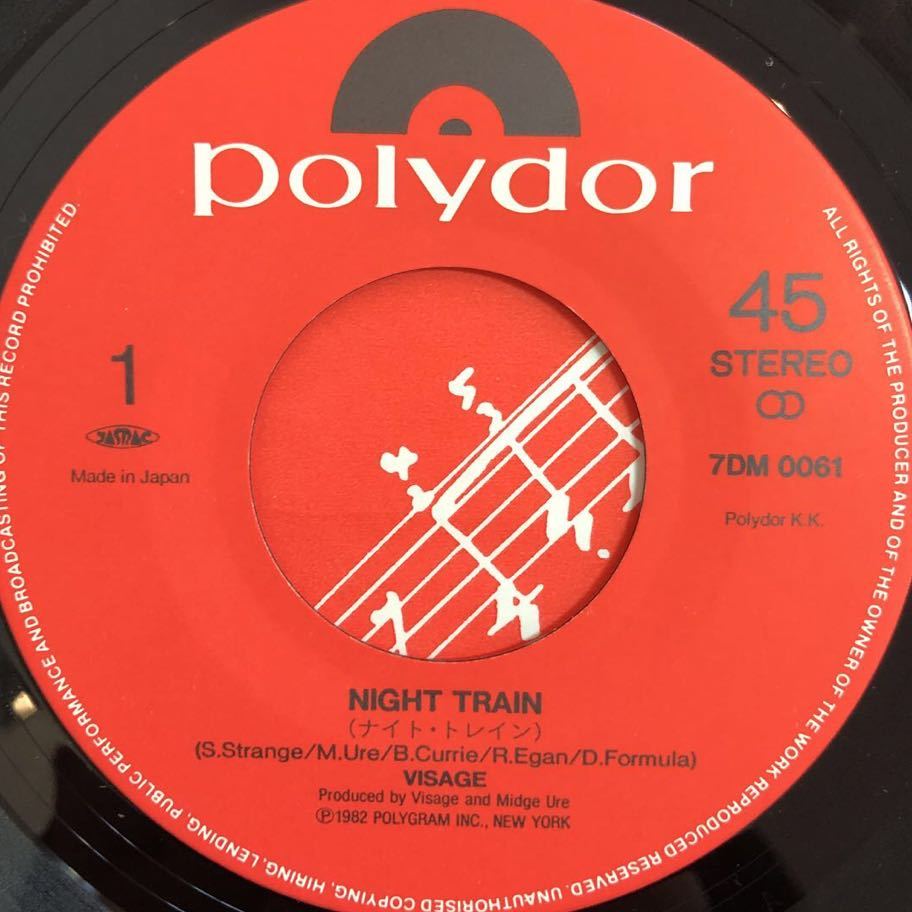 polydor
45
STEREO
1
JASRAC
Made in Japan
7DM 0061
Polydor K.K.
NIGHT TRAIN
(ナイト・トレイン)
(S.Strange/M.Ure/B.Currie/R.Egan/D.Formula)
VISAGE
Produced by Visage and Midge Ure
Ⓟ1982 POLYGRAM INC., NEW YORK
ALL RIGHTS OF THE PRODUCER AND OF THE OWNER OF THE WORK REPRODUCED RESERVED. UNAUTHORISED COPYING, HIRING, LENDING, PUBLIC PERFORMANCE AND BROADCASTING OF THIS RECORD PROHIBITED.